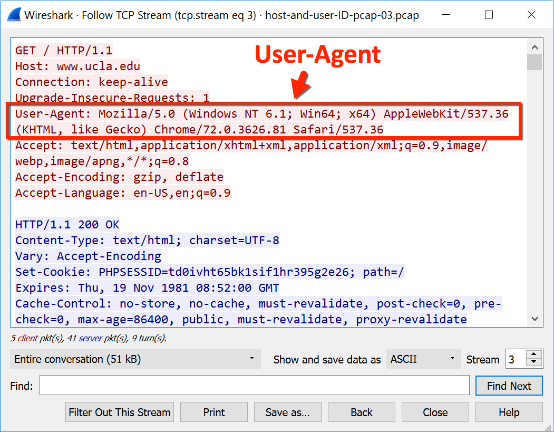 Wireshark · Follow TCP Stream (tcp.stream eq 3) · host-and-user-ID-pcap-03.pcap
User-Agent
GET / HTTP/1.1
Host: www.ucla.edu
Connection: keep-alive
Upgrade-Insecure-Requests: 1
User-Agent: Mozilla/5.0 (Windows NT 6.1; Win64; x64) AppleWebKit/537.36
(KHTML, like Gecko) Chrome/72.0.3626.81 Safari/537.36
Accept: text/html,application/xhtml+xml,application/xml;q=0.9,image/
webp,image/apng,*/*;q=0.8
Accept-Encoding: gzip, deflate
Accept-Language: en-US,en;q=0.9
HTTP/1.1 200 OK
Content-Type: text/html; charset=UTF-8
Vary: Accept-Encoding
Set-Cookie: PHPSESSID=td0ivht65bk1sif1hr395g2e26; path=/
Expires: Thu, 19 Nov 1981 08:52:00 GMT
Cache-Control: no-store, no-cache, must-revalidate, post-check=0, pre-
check=0, max-age=86400, public, must-revalidate, proxy-revalidate
5 client pkt(s), 41 server pkt(s), 9 turn(s).
Entire conversation (51 kB) Show and save data as ASCII Stream 3
Find: Find Next
Filter Out This Stream Print Save as... Back Close Help